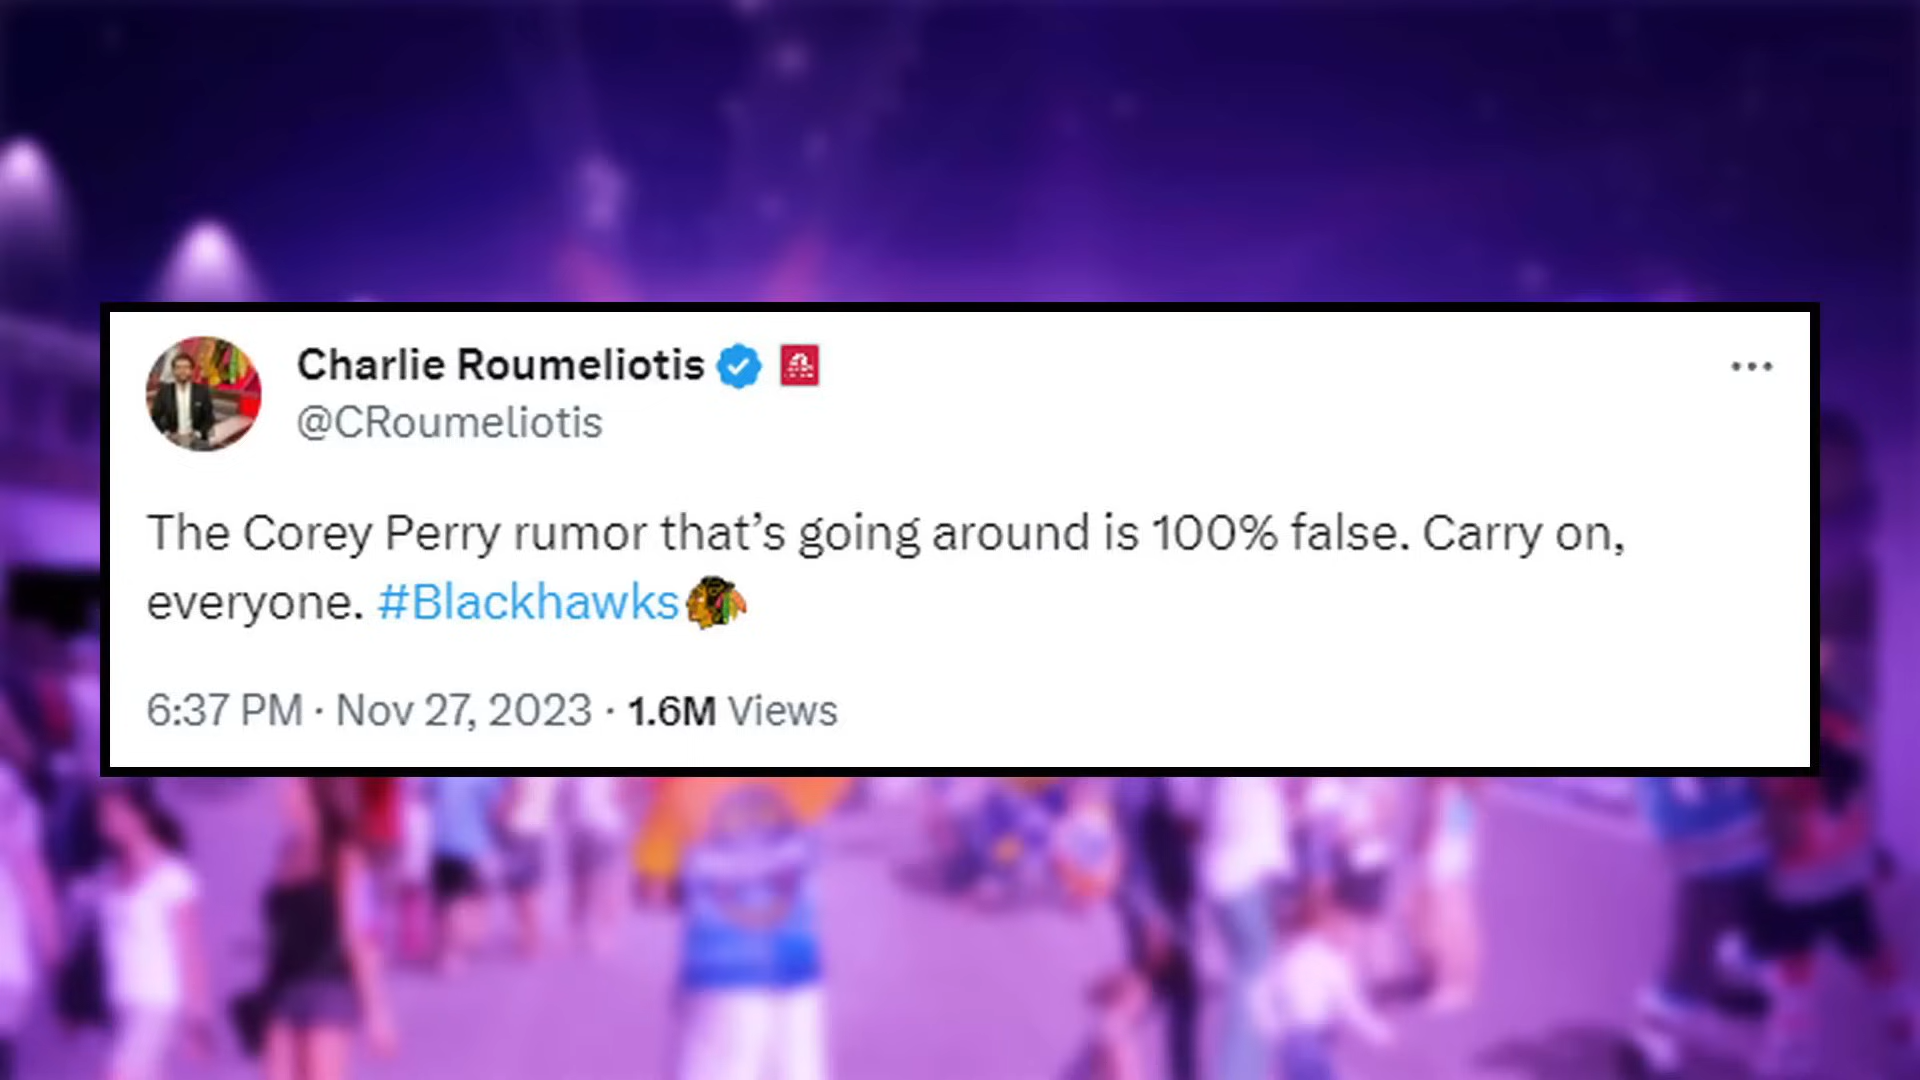 Charlie Roumeliotis
@CRoumeliotis
The Corey Perry rumor that’s going around is 100% false. Carry on,
everyone. #Blackhawks
6:37 PM · Nov 27, 2023 · 1.6M Views